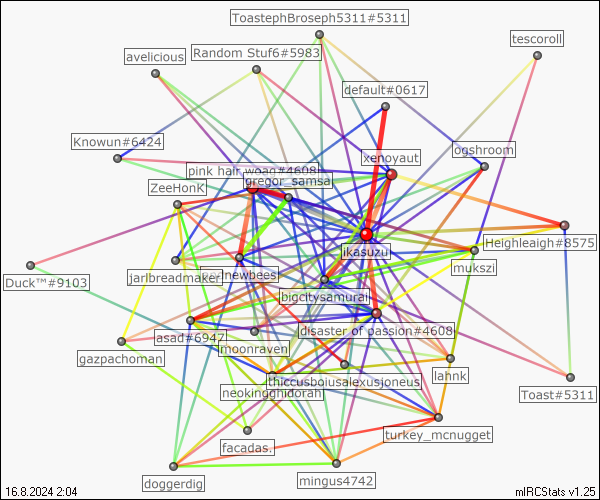 ToastephBroseph5311#5311
tescoroll
avelicious
Random Stuf6#5983
default#0617
Knowun#6424
xenoyaut
ogshroom
pink hair woag#4608
gregor_samsa
ZeeHonK
ikasuzu
Heighleaigh#8575
mukszi
Duck™#9103
jarlbreadmaker
newbees
bigcitysamurai
disaster of passion#4608
asad#6947
moonraven
gazpachoman
lahnk
thiccusboiusalexusjoneus
neokingghidorah
Toast#5311
turkey_mcnugget
facadas.
doggerdig
mingus4742
16.8.2024 2:04
mIRCStats v1.25